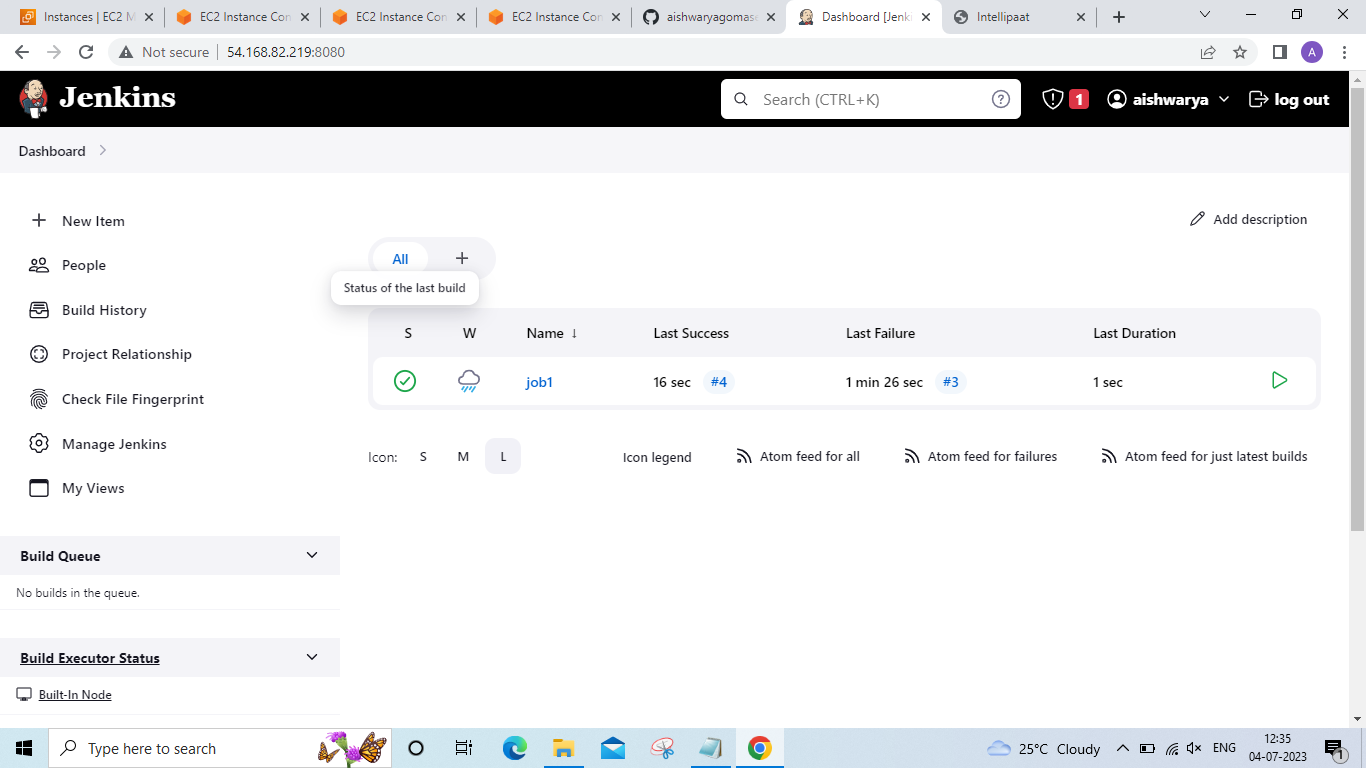 Instances | EC2 M
EC2 Instance Con
EC2 Instance Con
EC2 Instance Con
aishwaryagomase
Dashboard [Jenki
Intellipaat
Not secure
54.168.82.219:8080
A
Jenkins
Search (CTRL+K)
1
aishwarya
log out
Dashboard
New Item
People
Build History
Project Relationship
Check File Fingerprint
Manage Jenkins
My Views
Build Queue
No builds in the queue.
Build Executor Status
Built-In Node
Add description
All
Status of the last build
S W Name ↓ Last Success Last Failure Last Duration
job1 16 sec #4 1 min 26 sec #3 1 sec
Icon: S M L
Icon legend
Atom feed for all
Atom feed for failures
Atom feed for just latest builds
Type here to search
25°C Cloudy
ENG
12:35
04-07-2023
1